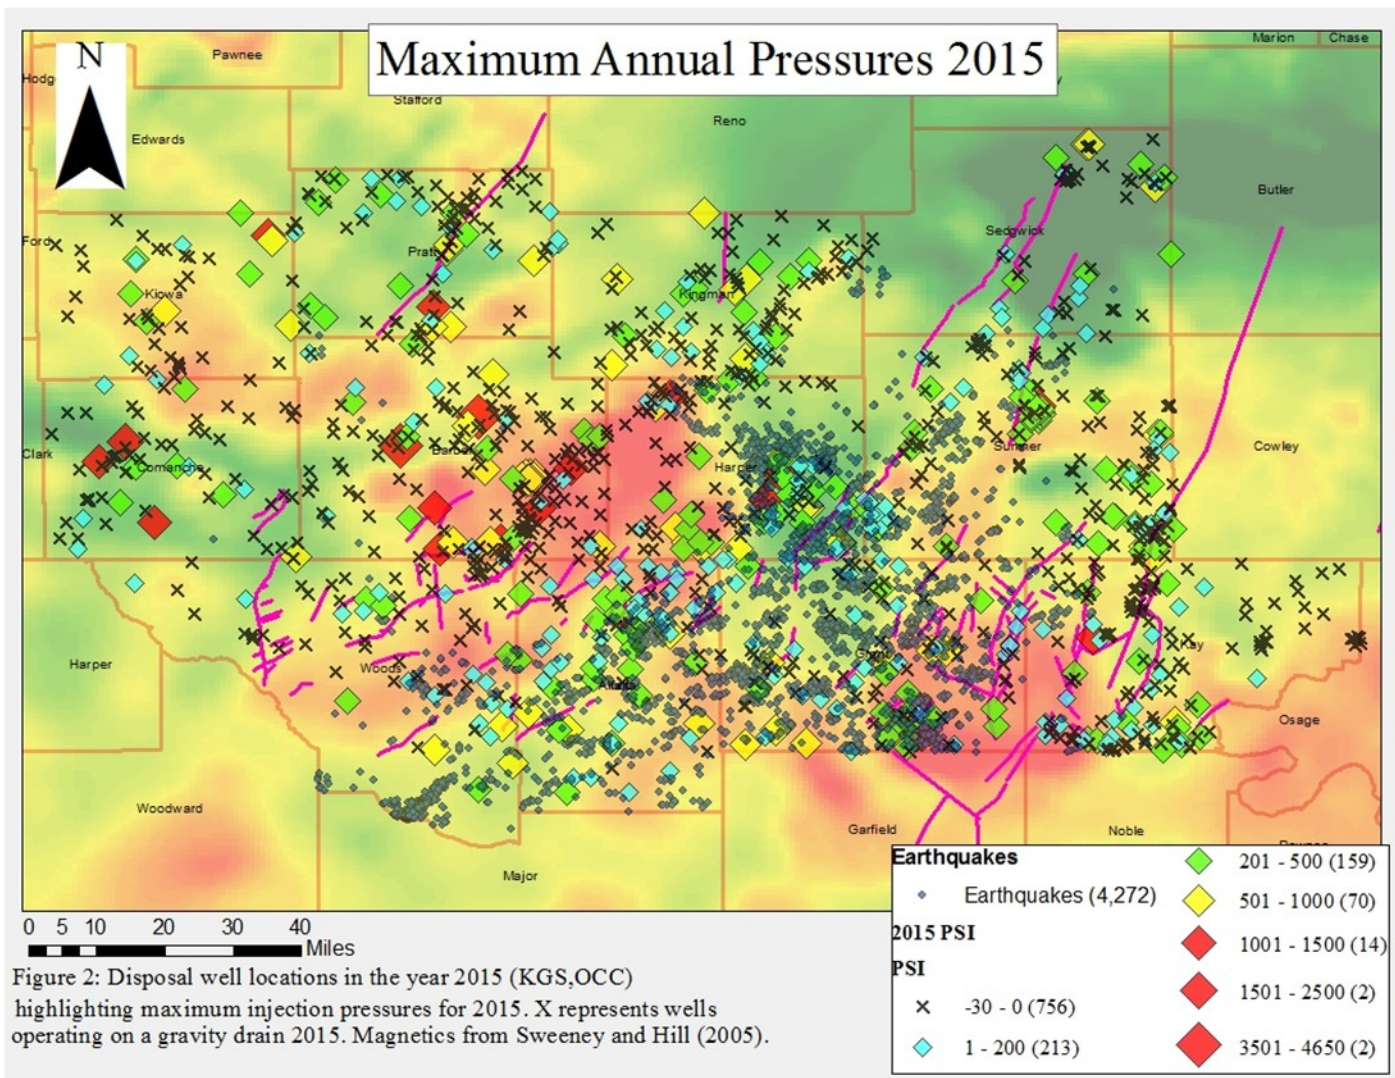 Maximum Annual Pressures 2015
N
Pawnee
Marion
Chase
Hodg
Stafford
Edwards
Reno
Butler
Ford
Sedgwick
Pratt
Kiowa
Kingman
Clark
Comanche
Barber
Harper
Sumner
Cowley
Harper
Woods
Alfalfa
Grant
Kay
Osage
Woodward
Garfield
Noble
Major
Earthquakes
Earthquakes (4,272)
2015 PSI
PSI
-30 - 0 (756)
1 - 200 (213)
201 - 500 (159)
501 - 1000 (70)
1001 - 1500 (14)
1501 - 2500 (2)
3501 - 4650 (2)
0 5 10 20 30 40
Miles
Figure 2: Disposal well locations in the year 2015 (KGS,OCC)
highlighting maximum injection pressures for 2015. X represents wells
operating on a gravity drain 2015. Magnetics from Sweeney and Hill (2005).